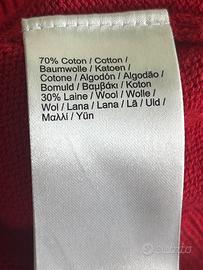 70% Coton / Cotton /
Baumwolle / Katoen /
Cotone / Algodón / Algodão /
Bomuld / Βαμβάκι / Koton
30% Laine / Wool / Wolle /
Wol / Lana / Lana / Lã / Uld /
Μαλλί / Yün
subito